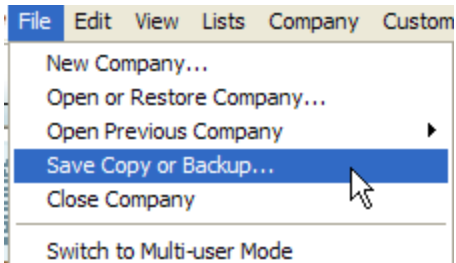 File Edit View Lists Company Custom
New Company...
Open or Restore Company...
Open Previous Company
Save Copy or Backup...
Close Company
Switch to Multi-user Mode